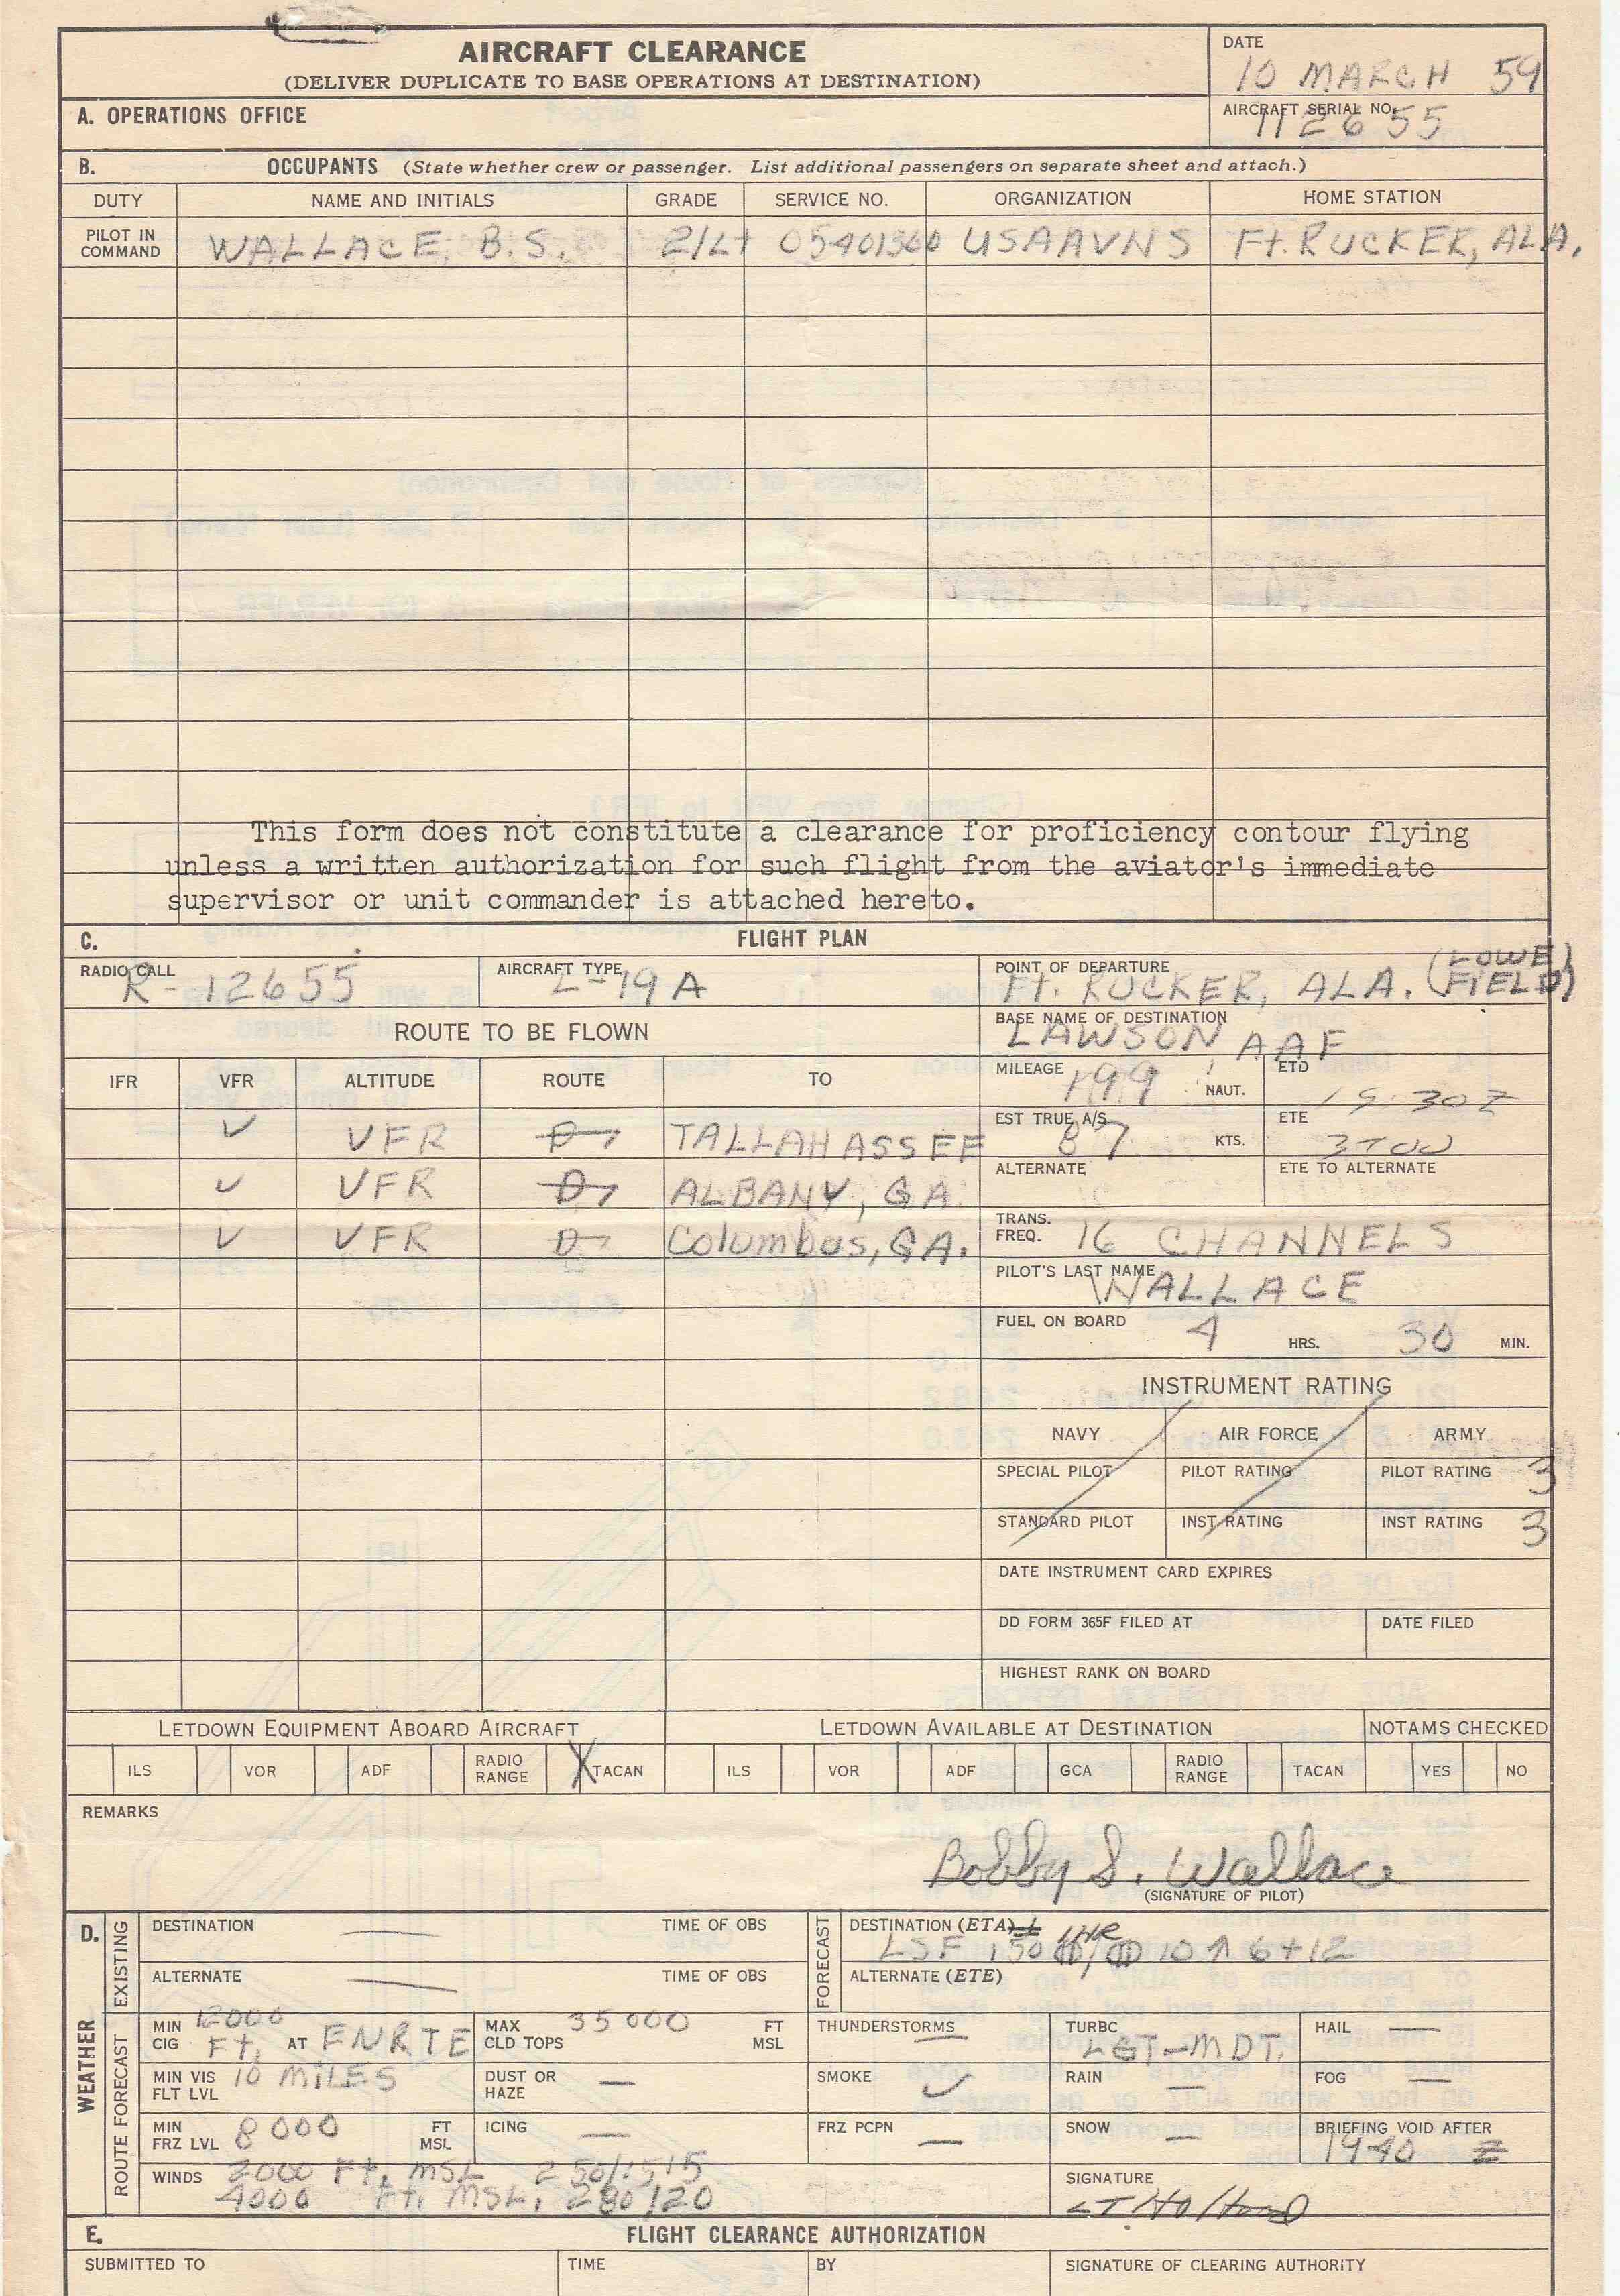 AIRCRAFT CLEARANCE
(DELIVER DUPLICATE TO BASE OPERATIONS AT DESTINATION)
DATE
10 MARCH 59
A. OPERATIONS OFFICE
AIRCRAFT SERIAL NO.
112655
B. OCCUPANTS (State whether crew or passenger. List additional passengers on separate sheet and attach.)
DUTY NAME AND INITIALS GRADE SERVICE NO. ORGANIZATION HOME STATION
PILOT IN COMMAND WALLACE, B.S. 2/Lt 05401360 USAAVNS Ft. RUCKER, ALA.
This form does not constitute a clearance for proficiency contour flying
unless a written authorization for such flight from the aviator's immediate
supervisor or unit commander is attached hereto.
C. FLIGHT PLAN
RADIO CALL R-12655 AIRCRAFT TYPE L-19A POINT OF DEPARTURE Ft. RUCKER, ALA. (LOWE FIELD)
ROUTE TO BE FLOWN
BASE NAME OF DESTINATION
LAWSON AAF
IFR VFR ALTITUDE ROUTE TO
MILEAGE 199 NAUT. ETD 1930Z
✓ VFR D TALLAHASSEE
EST TRUE A/S 87 KTS. ETE
✓ VFR D ALBANY, GA.
ALTERNATE ETE TO ALTERNATE
✓ VFR D Columbus, GA.
TRANS. FREQ. 16 CHANNELS
PILOT'S LAST NAME WALLACE
FUEL ON BOARD 4 HRS. 30 MIN.
INSTRUMENT RATING
NAVY AIR FORCE ARMY
SPECIAL PILOT PILOT RATING PILOT RATING 3
STANDARD PILOT INST RATING INST RATING 3
DATE INSTRUMENT CARD EXPIRES
DD FORM 365F FILED AT DATE FILED
HIGHEST RANK ON BOARD
LETDOWN EQUIPMENT ABOARD AIRCRAFT LETDOWN AVAILABLE AT DESTINATION NOTAMS CHECKED
ILS VOR ADF RADIO RANGE X TACAN ILS VOR ADF GCA RADIO RANGE TACAN YES NO
REMARKS
Bobby S. Wallace
(SIGNATURE OF PILOT)
D. WEATHER
EXISTING
DESTINATION — TIME OF OBS
ALTERNATE — TIME OF OBS
FORECAST
DESTINATION (ETA)
LSF 150 10 ↑ 6+12
ALTERNATE (ETE)
ROUTE FORECAST
MIN CIG 12000 Ft. AT ENRTE MAX CLD TOPS 35000 FT MSL THUNDERSTORMS — TURBC LGT-MDT. HAIL —
MIN VIS FLT LVL 10 MILES DUST OR HAZE — SMOKE ✓ RAIN — FOG —
MIN FRZ LVL 8000 FT MSL ICING — FRZ PCPN — SNOW — BRIEFING VOID AFTER 1940 Z
WINDS 2000 Ft. MSL 250/15
4000 Ft. MSL. 280/20
SIGNATURE
LT Holland
E. FLIGHT CLEARANCE AUTHORIZATION
SUBMITTED TO TIME BY SIGNATURE OF CLEARING AUTHORITY